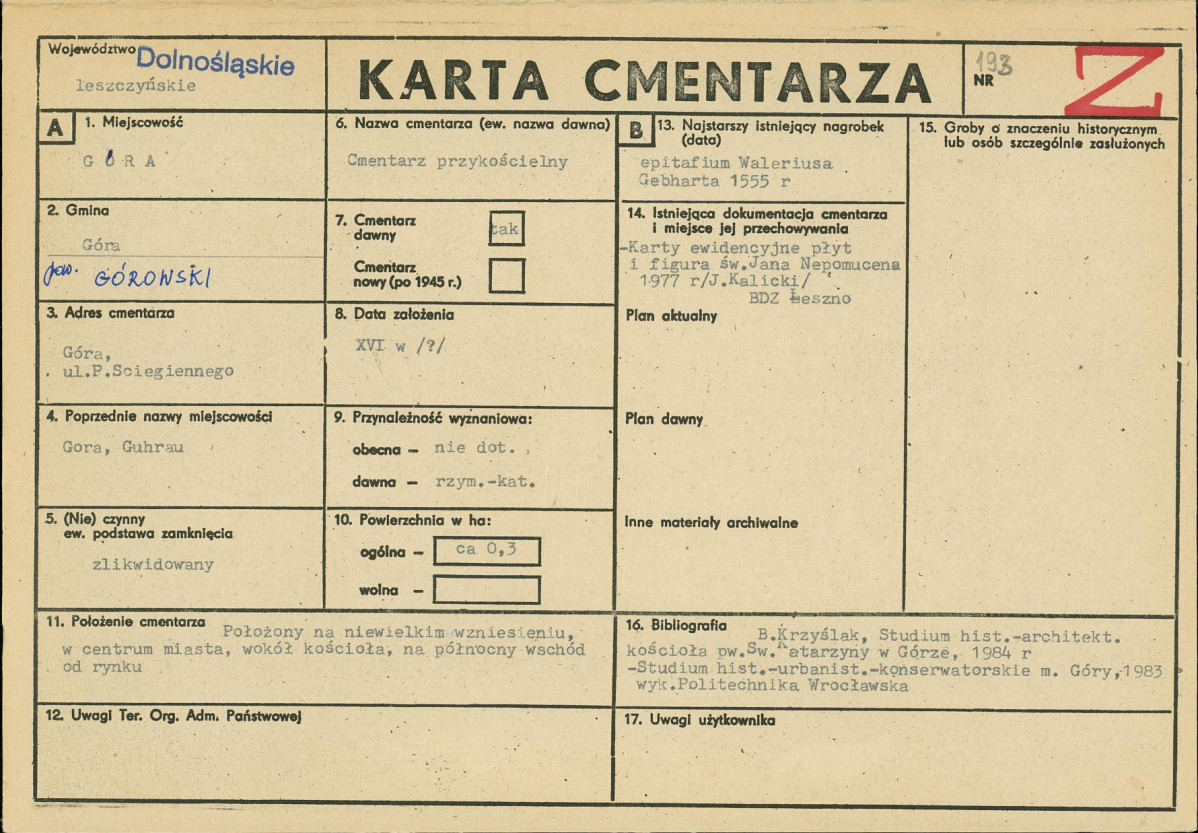 Województwo Dolnośląskie
leszczyńskie
KARTA CMENTARZA
193
NR
Z
A
1. Miejscowość
GÓRA
2. Gmina
Góra
pow. GÓROWSKI
3. Adres cmentarza
Góra,
ul.P.Sciegiennego
4. Poprzednie nazwy miejscowości
Gora, Guhrau
5. (Nie) czynny
ew. podstawa zamknięcia
zlikwidowany
6. Nazwa cmentarza (ew. nazwa dawna)
Cmentarz przykościelny
7. Cmentarz
dawny
tak
Cmentarz
nowy (po 1945 r.)
8. Data założenia
XVI w /?/
9. Przynależność wyznaniowa:
obecna – nie dot.
dawna – rzym.-kat.
10. Powierzchnia w ha:
ogólna – ca 0,3
wolna –
11. Położenie cmentarza
Położony na niewielkim wzniesieniu,
w centrum miasta, wokół kościoła, na północny wschód
od rynku
12. Uwagi Ter. Org. Adm. Państwowej
B
13. Najstarszy istniejący nagrobek
(data)
epitafium Waleriusa
Gebharta 1555 r
14. Istniejąca dokumentacja cmentarza
i miejsce jej przechowywania
-Karty ewidencyjne płyt
i figura św.Jana Nepomucena
1977 r/J.Kalicki/
BDZ Leszno
Plan aktualny
Plan dawny
Inne materiały archiwalne
15. Groby o znaczeniu historycznym
lub osób szczególnie zasłużonych
16. Bibliografia
B.Krzyślak, Studium hist.-architekt.
kościoła pw.Sw.Katarzyny w Górze, 1984 r
-Studium hist.-urbanist.-konserwatorskie m. Góry,1983
wyk.Politechnika Wrocławska
17. Uwagi użytkownika